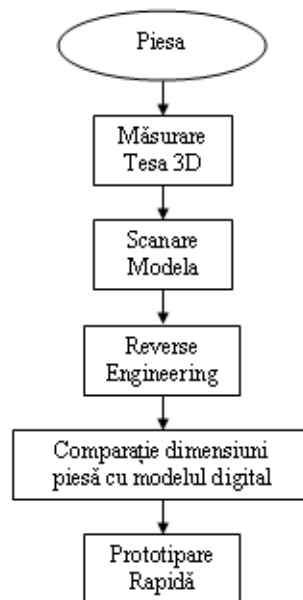 Piesa
Măsurare
Tesa 3D
Scanare
Modela
Reverse
Engineering
Comparație dimensiuni
piesă cu modelul digital
Prototipare
Rapidă